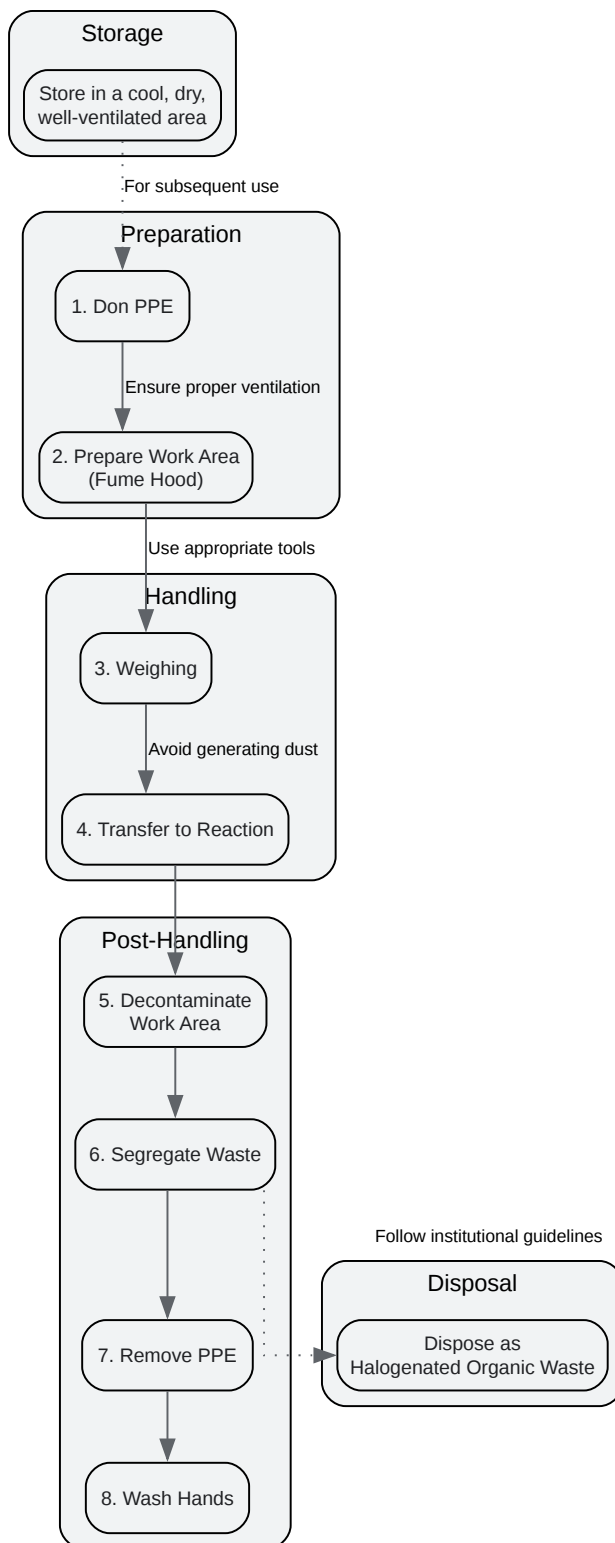 Storage
Store in a cool, dry,
well-ventilated area
For subsequent use
Preparation
1. Don PPE
Ensure proper ventilation
2. Prepare Work Area
(Fume Hood)
Use appropriate tools
Handling
3. Weighing
Avoid generating dust
4. Transfer to Reaction
Post-Handling
5. Decontaminate
Work Area
6. Segregate Waste
Follow institutional guidelines
Disposal
Dispose as
Halogenated Organic Waste
7. Remove PPE
8. Wash Hands